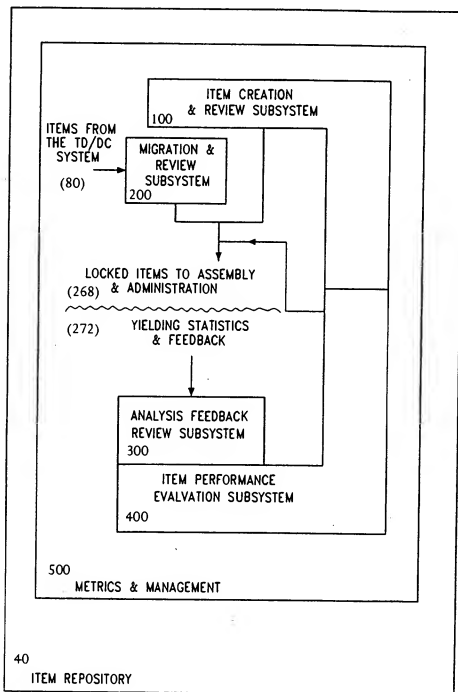 ITEM CREATION
& REVIEW SUBSYSTEM
100
ITEMS FROM
THE TD/DC
SYSTEM
(80)
MIGRATION &
REVIEW
SUBSYSTEM
200
LOCKED ITEMS TO ASSEMBLY
& ADMINISTRATION
(268)
(272)
YIELDING STATISTICS
& FEEDBACK
ANALYSIS FEEDBACK
REVIEW SUBSYSTEM
300
ITEM PERFORMANCE
EVALVATION SUBSYSTEM
400
500
METRICS & MANAGEMENT
40
ITEM REPOSITORY